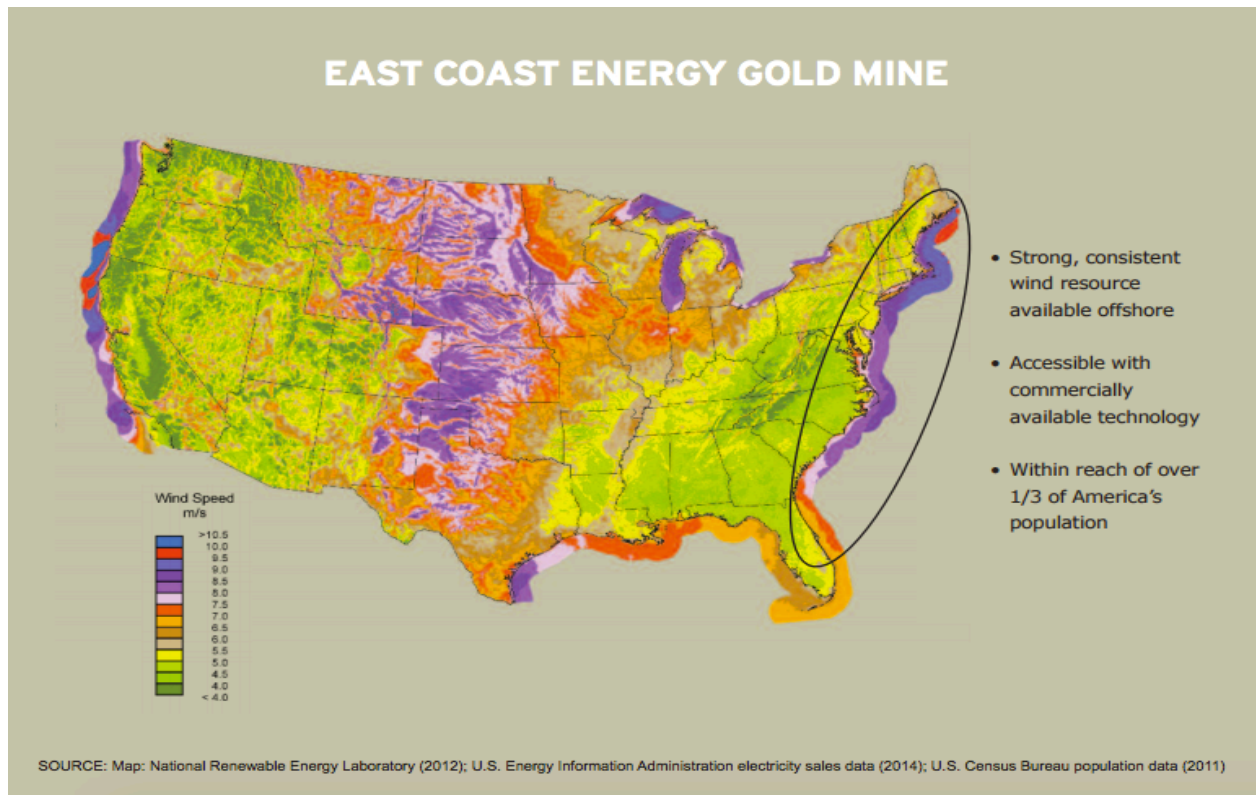 EAST COAST ENERGY GOLD MINE
• Strong, consistent
wind resource
available offshore
• Accessible with
commercially
available technology
• Within reach of over
1/3 of America's
population
Wind Speed
m/s
>10.5
10.0
9.5
9.0
8.5
8.0
7.5
7.0
6.5
6.0
5.5
5.0
4.5
4.0
< 4.0
SOURCE: Map: National Renewable Energy Laboratory (2012); U.S. Energy Information Administration electricity sales data (2014); U.S. Census Bureau population data (2011)